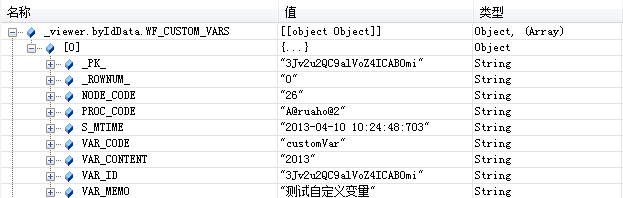 名称 值 类型
_viewer.byIdData.WF_CUSTOM_VARS [[object Object]] Object, (Array)
[0] {...} Object
_PK_ "3Jv2u2QC9alVoZ4ICABOmi" String
_ROWNUM_ "0" String
NODE_CODE "26" String
PROC_CODE "A@ruaho@2" String
S_MTIME "2013-04-10 10:24:48:703" String
VAR_CODE "customVar" String
VAR_CONTENT "2013" String
VAR_ID "3Jv2u2QC9alVoZ4ICABOmi" String
VAR_MEMO "测试自定义变量" String